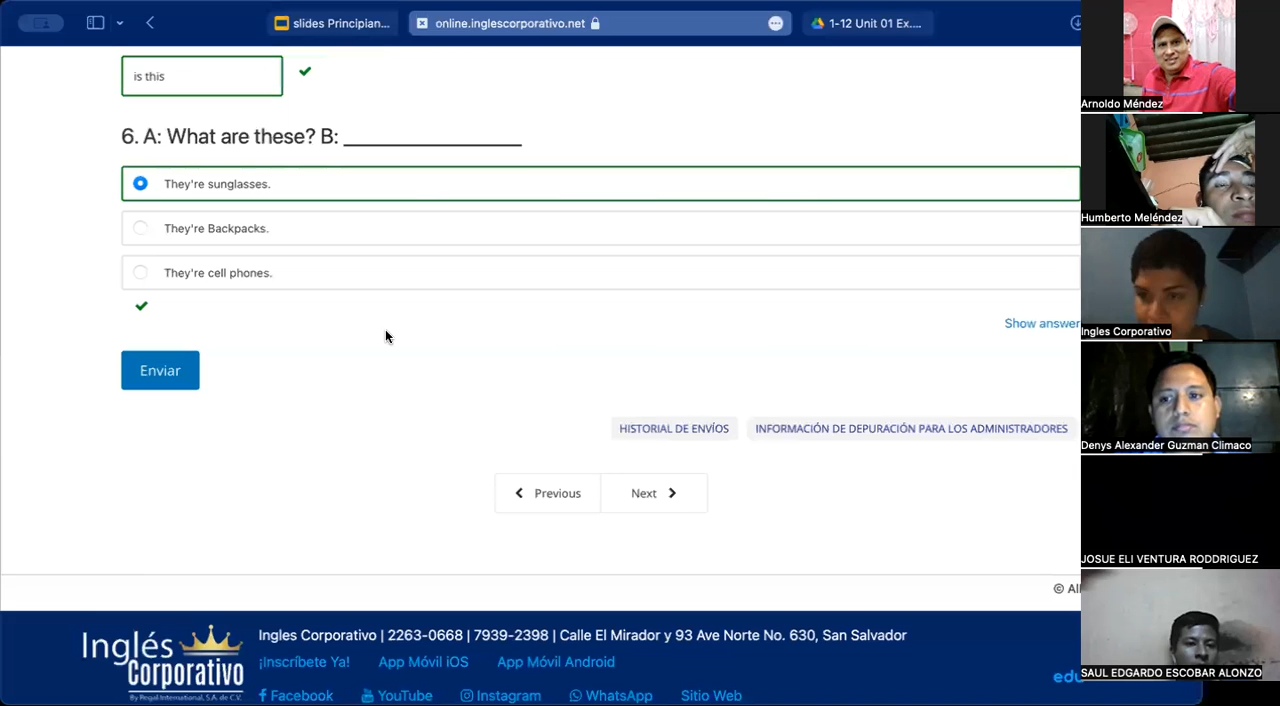 slides Principian...
online.inglescorporativo.net
1-12 Unit 01 Ex....
is this
6. A: What are these? B: _______________
They're sunglasses.
They're Backpacks.
They're cell phones.
Show answer
Enviar
HISTORIAL DE ENVÍOS
INFORMACIÓN DE DEPURACIÓN PARA LOS ADMINISTRADORES
Previous
Next
© All
Inglés Corporativo
By Regal International, S.A. de C.V.
Ingles Corporativo | 2263-0668 | 7939-2398 | Calle El Mirador y 93 Ave Norte No. 630, San Salvador
¡Inscríbete Ya!
App Móvil iOS
App Móvil Android
Facebook
YouTube
Instagram
WhatsApp
Sitio Web
edu
Arnoldo Méndez
Humberto Meléndez
Ingles Corporativo
Denys Alexander Guzman Climaco
JOSUE ELI VENTURA RODDRIGUEZ
SAUL EDGARDO ESCOBAR ALONZO